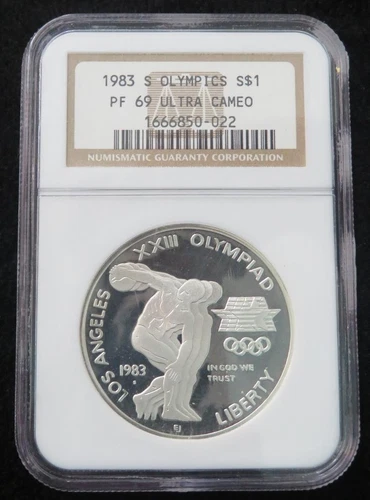 1983 S OLYMPICS S$1
PF 69 ULTRA CAMEO
1666850-022
NUMISMATIC GUARANTY CORPORATION
LOS ANGELES XXIII OLYMPIAD
1983
S
IN GOD WE
TRUST
LIBERTY